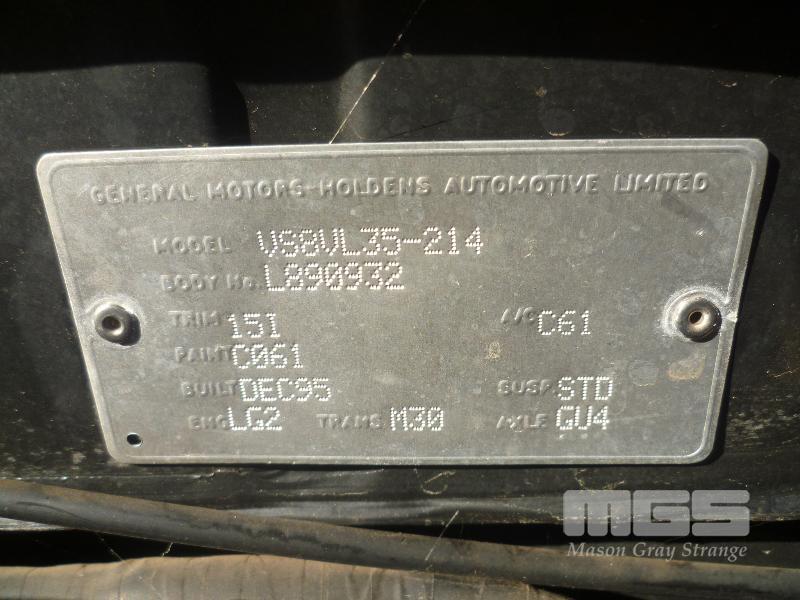 GENERAL MOTORS-HOLDENS AUTOMOTIVE LIMITED
MODEL VS8VL35-214
BODY No. L890932
TRIM 15I A/C C61
PAINT C061
BUILT DEC95 SUSP STD
ENG LG2 TRANS M30 AXLE GU4
MGS
Mason Gray Strange